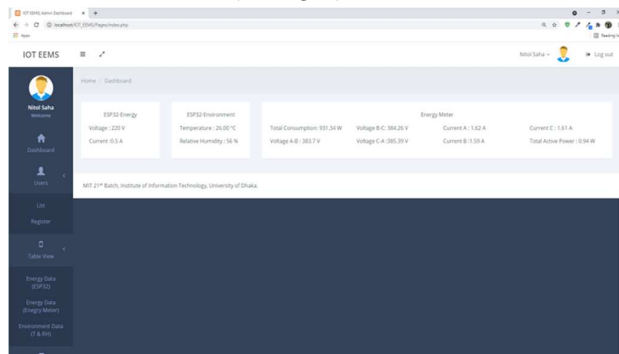 IOT EEMS Admin Dashboard
localhost/IOT_EEMS/Pages/index.php
Apps
Reading
IOT EEMS
Nitol Saha
Log out
Nitol Saha
Welcome
Home / Dashboard
Dashboard
Users
List
Register
Table View
Energy Data
(ESP32)
Energy Data
(Enegry Meter)
Environment Data
(T & RH)
ESP32-Energy
Voltage : 220 V
Current :0.5 A
ESP32-Environment
Temperature : 26.00 °C
Relative Humidity : 56 %
Energy Meter
Total Consumption: 931.34 W
Voltage B-C: 384.26 V
Current A : 1.62 A
Current C : 1.61 A
Voltage A-B : 383.7 V
Voltage C-A :385.39 V
Current B :1.59 A
Total Active Power : 0.94 W
MIT 21st Batch, Institute of Information Technology, University of Dhaka.